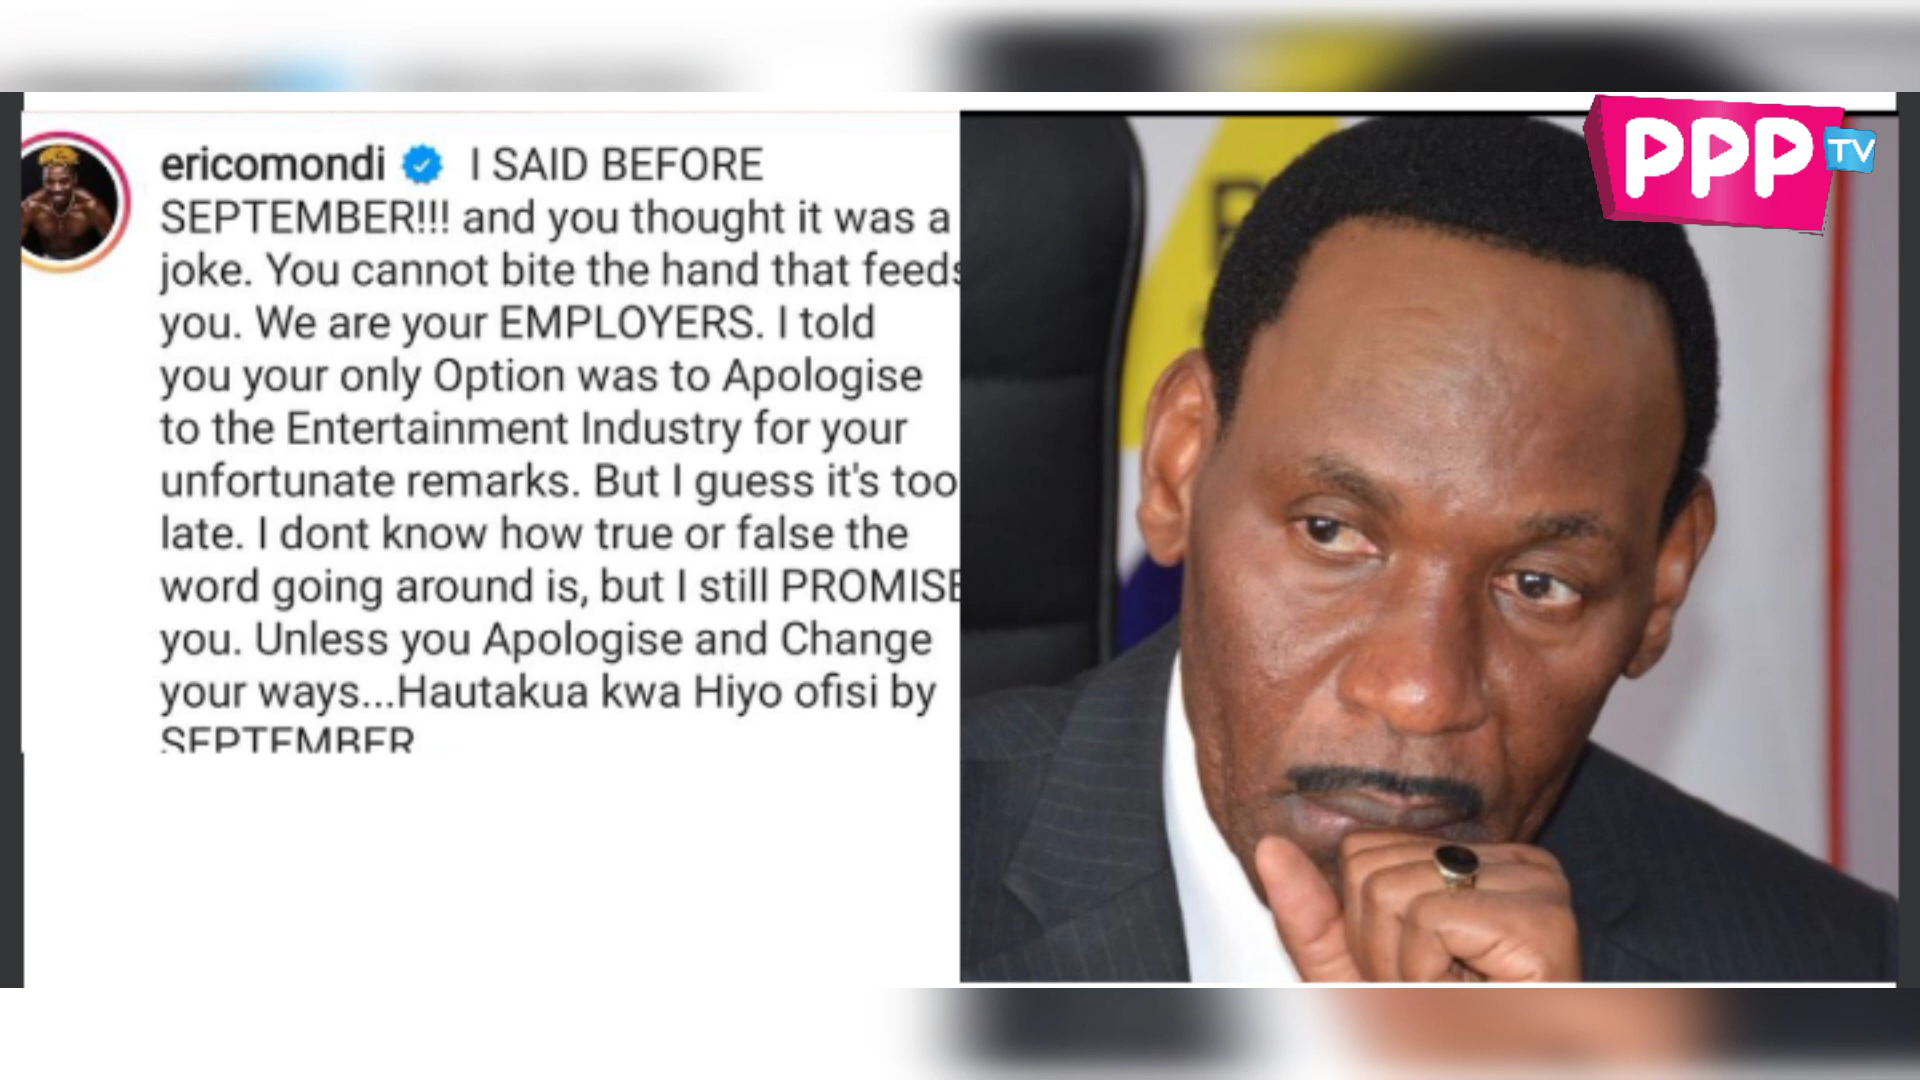 ericomondi I SAID BEFORE
SEPTEMBER!!! and you thought it was a
joke. You cannot bite the hand that feeds
you. We are your EMPLOYERS. I told
you your only Option was to Apologise
to the Entertainment Industry for your
unfortunate remarks. But I guess it's too
late. I dont know how true or false the
word going around is, but I still PROMISE
you. Unless you Apologise and Change
your ways...Hautakua kwa Hiyo ofisi by
SEPTEMBER
PPP TV